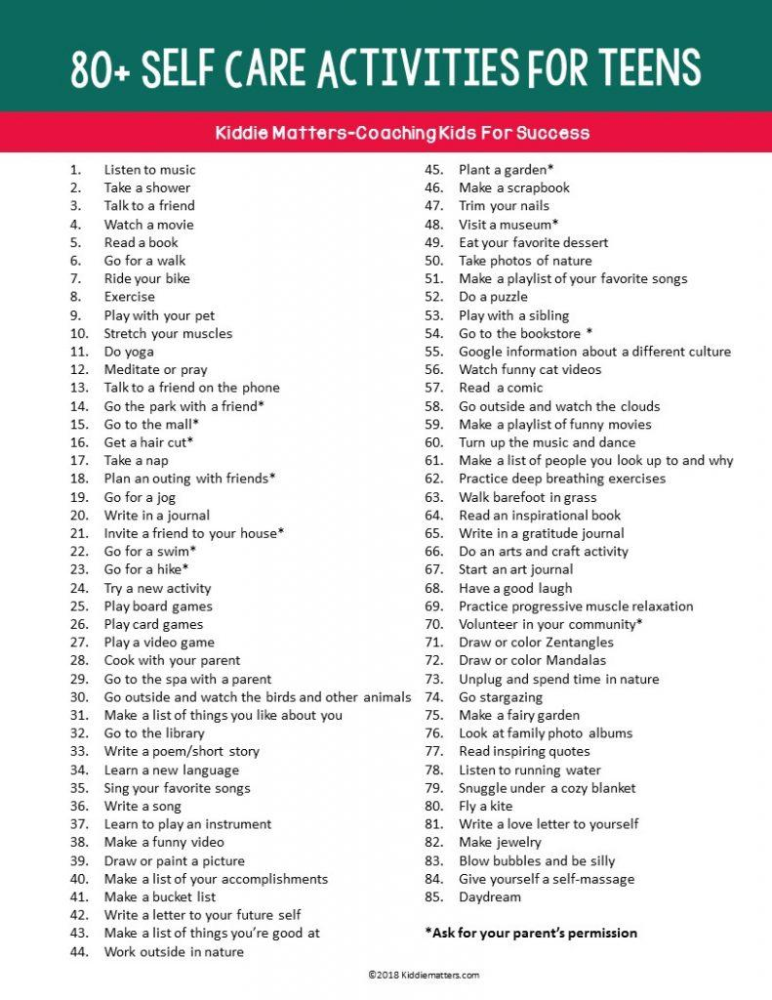 80+ SELF CARE ACTIVITIES FOR TEENS
Kiddie Matters-Coaching Kids For Success
1. Listen to music
2. Take a shower
3. Talk to a friend
4. Watch a movie
5. Read a book
6. Go for a walk
7. Ride your bike
8. Exercise
9. Play with your pet
10. Stretch your muscles
11. Do yoga
12. Meditate or pray
13. Talk to a friend on the phone
14. Go the park with a friend*
15. Go to the mall*
16. Get a hair cut*
17. Take a nap
18. Plan an outing with friends*
19. Go for a jog
20. Write in a journal
21. Invite a friend to your house*
22. Go for a swim*
23. Go for a hike*
24. Try a new activity
25. Play board games
26. Play card games
27. Play a video game
28. Cook with your parent
29. Go to the spa with a parent
30. Go outside and watch the birds and other animals
31. Make a list of things you like about you
32. Go to the library
33. Write a poem/short story
34. Learn a new language
35. Sing your favorite songs
36. Write a song
37. Learn to play an instrument
38. Make a funny video
39. Draw or paint a picture
40. Make a list of your accomplishments
41. Make a bucket list
42. Write a letter to your future self
43. Make a list of things you're good at
44. Work outside in nature
45. Plant a garden*
46. Make a scrapbook
47. Trim your nails
48. Visit a museum*
49. Eat your favorite dessert
50. Take photos of nature
51. Make a playlist of your favorite songs
52. Do a puzzle
53. Play with a sibling
54. Go to the bookstore *
55. Google information about a different culture
56. Watch funny cat videos
57. Read a comic
58. Go outside and watch the clouds
59. Make a playlist of funny movies
60. Turn up the music and dance
61. Make a list of people you look up to and why
62. Practice deep breathing exercises
63. Walk barefoot in grass
64. Read an inspirational book
65. Write in a gratitude journal
66. Do an arts and craft activity
67. Start an art journal
68. Have a good laugh
69. Practice progressive muscle relaxation
70. Volunteer in your community*
71. Draw or color Zentangles
72. Draw or color Mandalas
73. Unplug and spend time in nature
74. Go stargazing
75. Make a fairy garden
76. Look at family photo albums
77. Read inspiring quotes
78. Listen to running water
79. Snuggle under a cozy blanket
80. Fly a kite
81. Write a love letter to yourself
82. Make jewelry
83. Blow bubbles and be silly
84. Give yourself a self-massage
85. Daydream
*Ask for your parent's permission
©2018 Kiddiematters.com